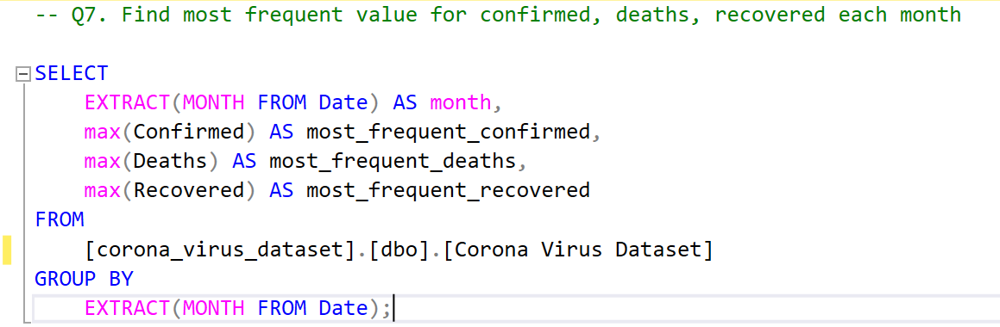 -- Q7. Find most frequent value for confirmed, deaths, recovered each month
SELECT
EXTRACT(MONTH FROM Date) AS month,
max(Confirmed) AS most_frequent_confirmed,
max(Deaths) AS most_frequent_deaths,
max(Recovered) AS most_frequent_recovered
FROM
[corona_virus_dataset].[dbo].[Corona Virus Dataset]
GROUP BY
EXTRACT(MONTH FROM Date);